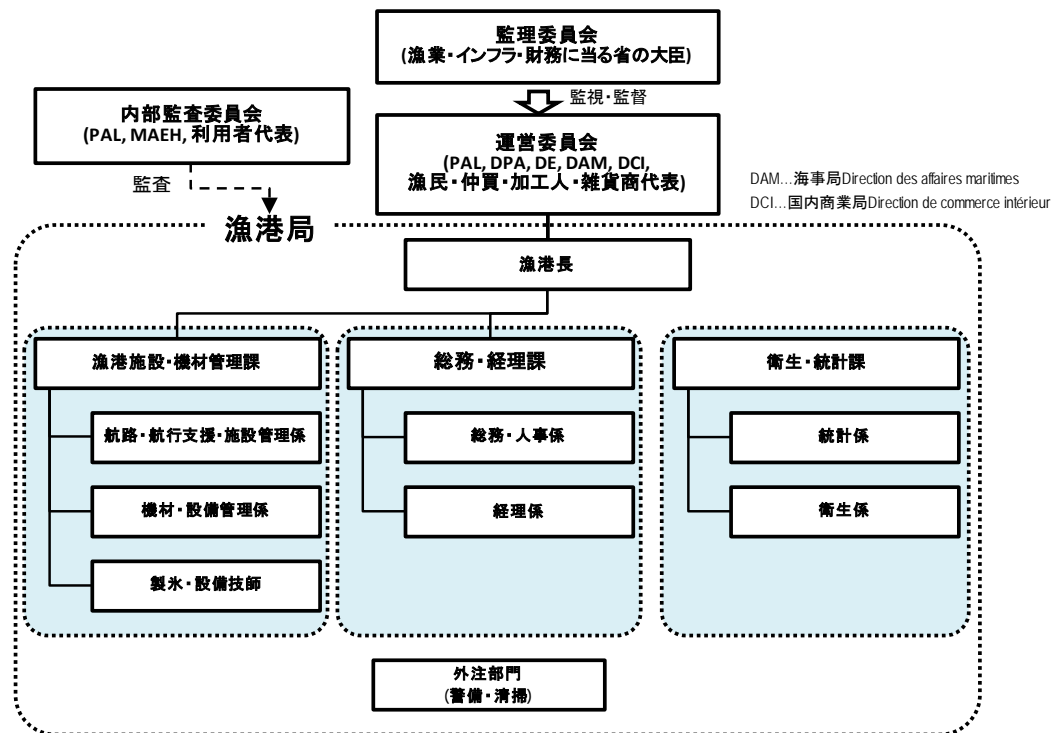 監理委員会
(漁業・インフラ・財務に当る省の大臣)
監視・監督
内部監査委員会
(PAL, MAEH, 利用者代表)
監査
運営委員会
(PAL, DPA, DE, DAM, DCI,
漁民・仲買・加工人・雑貨商代表)
DAM…海事局Direction des affaires maritimes
DCI…国内商業局Direction de commerce intérieur
漁港局
漁港長
漁港施設・機材管理課
航路・航行支援・施設管理係
機材・設備管理係
製氷・設備技師
総務・経理課
総務・人事係
経理係
衛生・統計課
統計係
衛生係
外注部門
(警備・清掃)